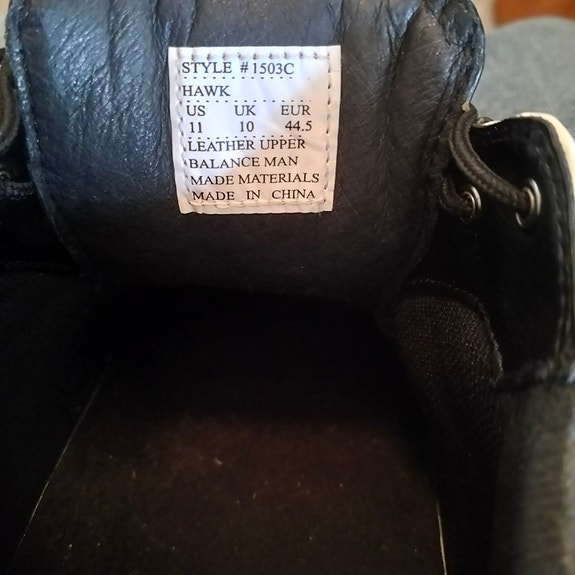 STYLE #1503C
HAWK
US UK EUR
11 10 44.5
LEATHER UPPER
BALANCE MAN
MADE MATERIALS
MADE IN CHINA